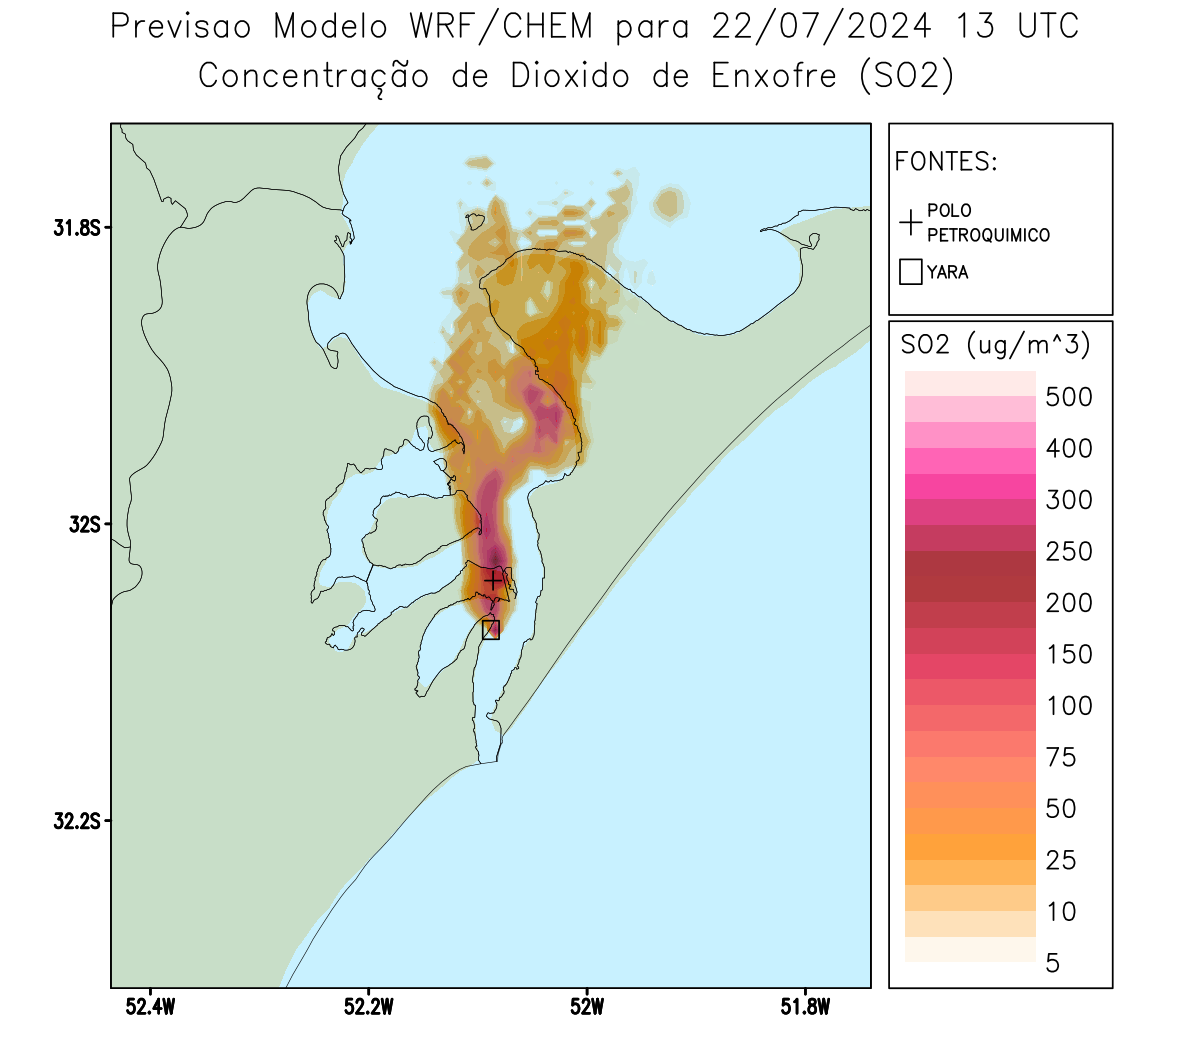 Previsao Modelo WRF/CHEM para 22/07/2024 13 UTC
Concentração de Dioxido de Enxofre (SO2)
FONTES:
POLO
PETROQUIMICO
YARA
SO2 (ug/m^3)
500
400
300
250
200
150
100
75
50
25
10
5
31.8S
32S
32.2S
52.4W
52.2W
52W
51.8W